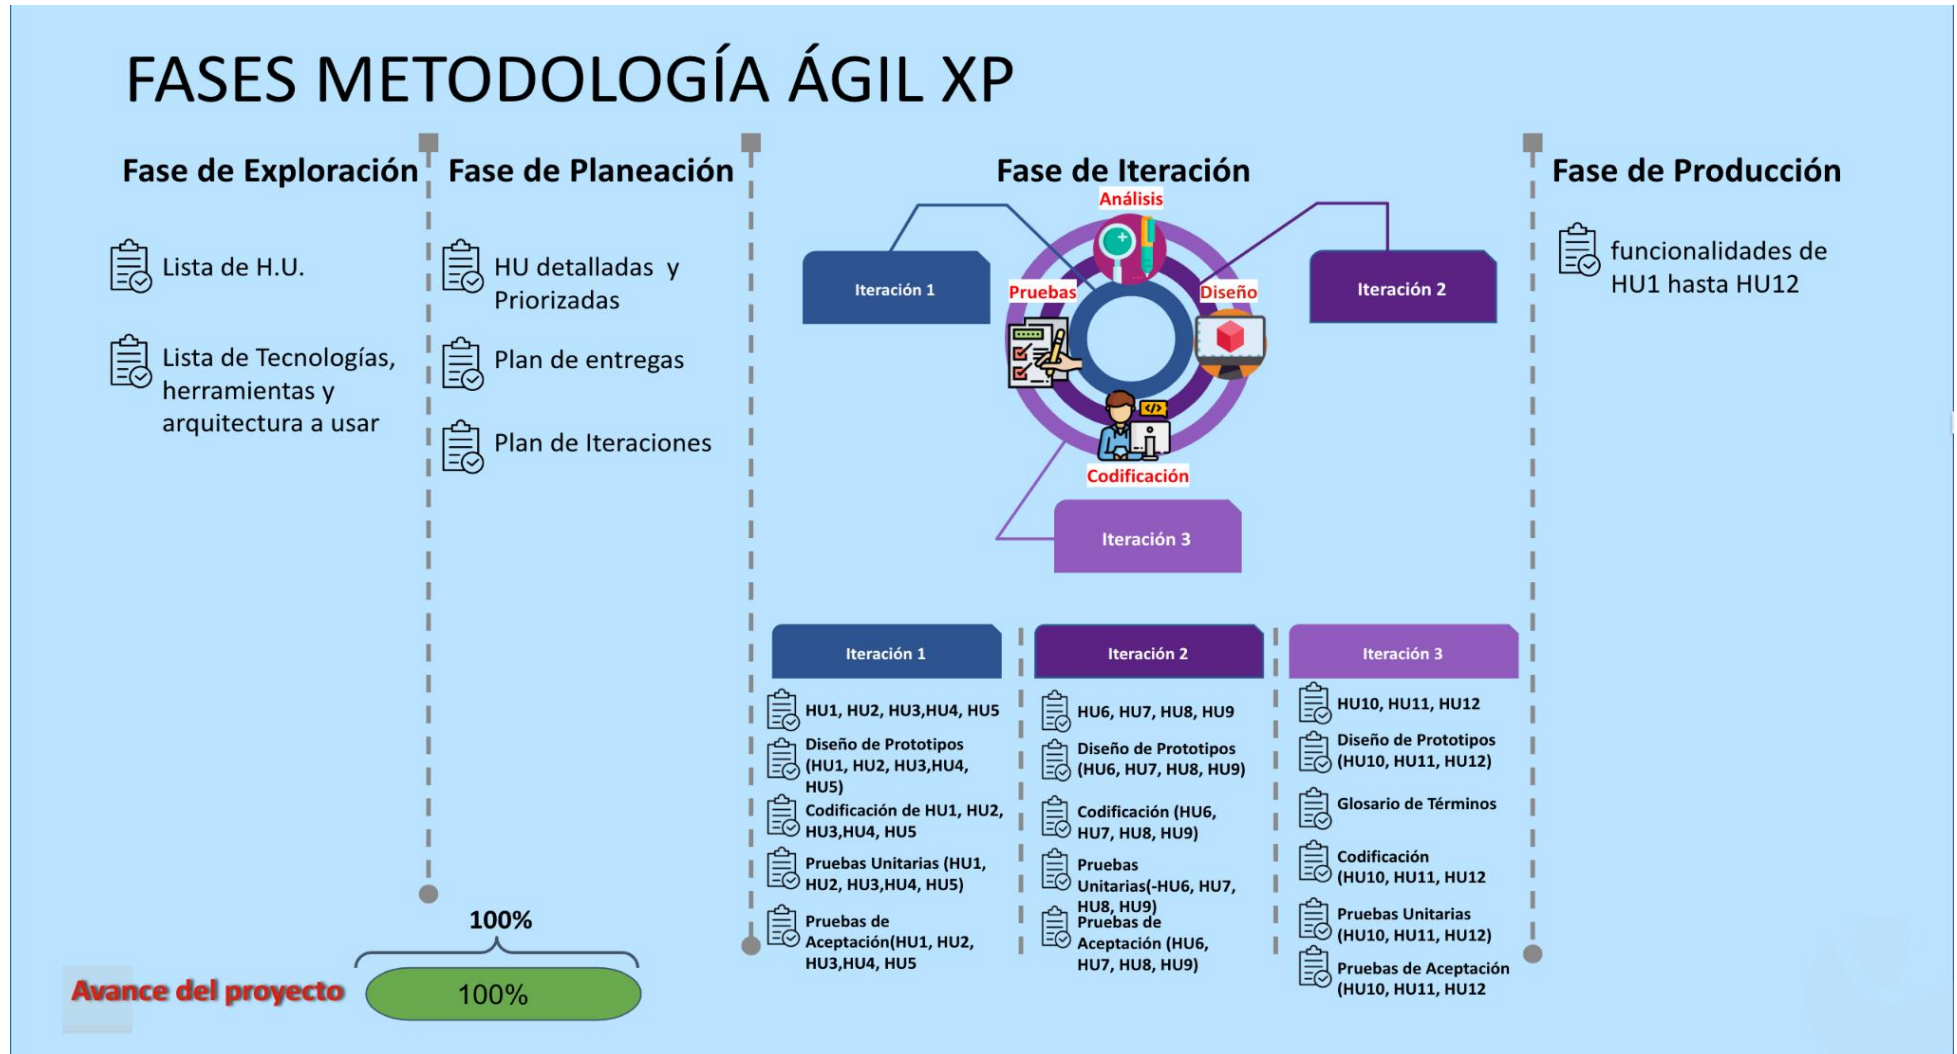 FASES METODOLOGÍA ÁGIL XP
Fase de Exploración
Lista de H.U.
Lista de Tecnologías,
herramientas y
arquitectura a usar
Fase de Planeación
HU detalladas y
Priorizadas
Plan de entregas
Plan de Iteraciones
Fase de Iteración
Análisis
Iteración 1
Pruebas
Diseño
Iteración 2
Codificación
Iteración 3
Iteración 1
HU1, HU2, HU3,HU4, HU5
Diseño de Prototipos
(HU1, HU2, HU3,HU4,
HU5)
Codificación de HU1, HU2,
HU3,HU4, HU5
Pruebas Unitarias (HU1,
HU2, HU3,HU4, HU5)
Pruebas de
Aceptación(HU1, HU2,
HU3,HU4, HU5
Iteración 2
HU6, HU7, HU8, HU9
Diseño de Prototipos
(HU6, HU7, HU8, HU9)
Codificación (HU6,
HU7, HU8, HU9)
Pruebas
Unitarias(-HU6, HU7,
HU8, HU9)
Pruebas de
Aceptación (HU6,
HU7, HU8, HU9)
Iteración 3
HU10, HU11, HU12
Diseño de Prototipos
(HU10, HU11, HU12)
Glosario de Términos
Codificación
(HU10, HU11, HU12
Pruebas Unitarias
(HU10, HU11, HU12)
Pruebas de Aceptación
(HU10, HU11, HU12
Fase de Producción
funcionalidades de
HU1 hasta HU12
100%
Avance del proyecto
100%